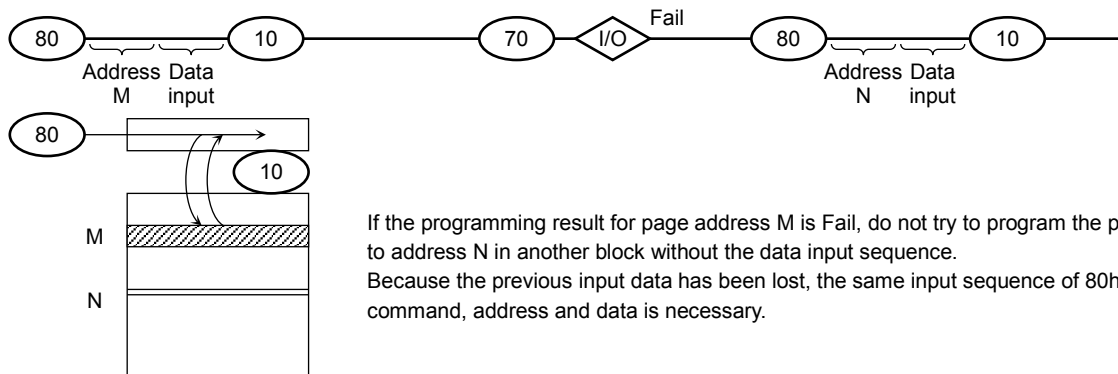 Fail
80 10 70 I/O 80 10
Address Data Address Data
M input N input
80
10
M
N
If the programming result for page address M is Fail, do not try to program the
to address N in another block without the data input sequence.
Because the previous input data has been lost, the same input sequence of 80h
command, address and data is necessary.